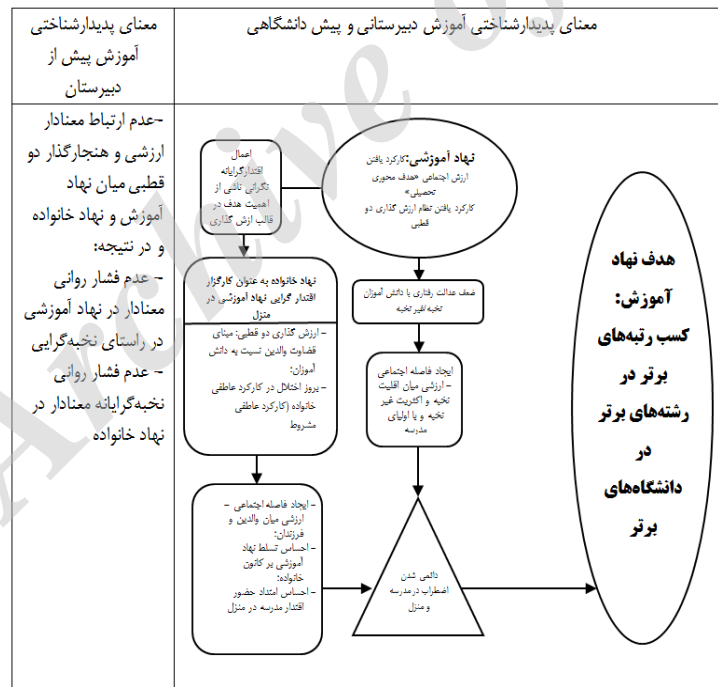 معنای پدیدارشناختی آموزش دبیرستانی و پیش دانشگاهی
معنای پدیدارشناختی
آموزش پیش از
دبیرستان
نهاد آموزشی:کارکرد یافتن
ارزش اجتماعی «هدف محوری
تحصیلی»
کارکرد یافتن نظام ارزش گذاری دو
قطبی
اعمال
اقتدارگرایانه
نگرانی ناشی از
اهمیت هدف در
قالب ازش گذاری
هدف نهاد
آموزش:
کسب رتبه‌های
برتر در
رشته‌های برتر
در
دانشگاه‌های
برتر
ضعف عدالت رفتاری با دانش آموزان
نخبه/غیر نخبه
نهاد خانواده به عنوان کارگزار
اقتدار گرایی نهاد آموزشی در
منزل
- ارزش گذاری دو قطبی: مبنای
قضاوت والدین نسبت به دانش
آموزان:
- بروز اختلال در کارکرد عاطفی
خانواده (کارکرد عاطفی
مشروط
ایجاد فاصله اجتماعی
- ارزشی میان اقلیت
نخبه و اکثریت غیر
نخبه و با اولیای
مدرسه
- ایجاد فاصله اجتماعی -
ارزشی میان والدین و
فرزندان:
- احساس تسلط نهاد
آموزشی بر کانون
خانواده:
- احساس امتداد حضور
اقتدار مدرسه در منزل
دائمی شدن
اضطراب در مدرسه
و منزل
-عدم ارتباط معنادار
ارزشی و هنجارگذار دو
قطبی میان نهاد
آموزش و نهاد خانواده
و در نتیجه:
- عدم فشار روانی
معنادار در نهاد آموزشی
در راستای نخبه‌گرایی
- عدم فشار روانی
نخبه‌گرایانه معنادار در
نهاد خانواده
Archive of